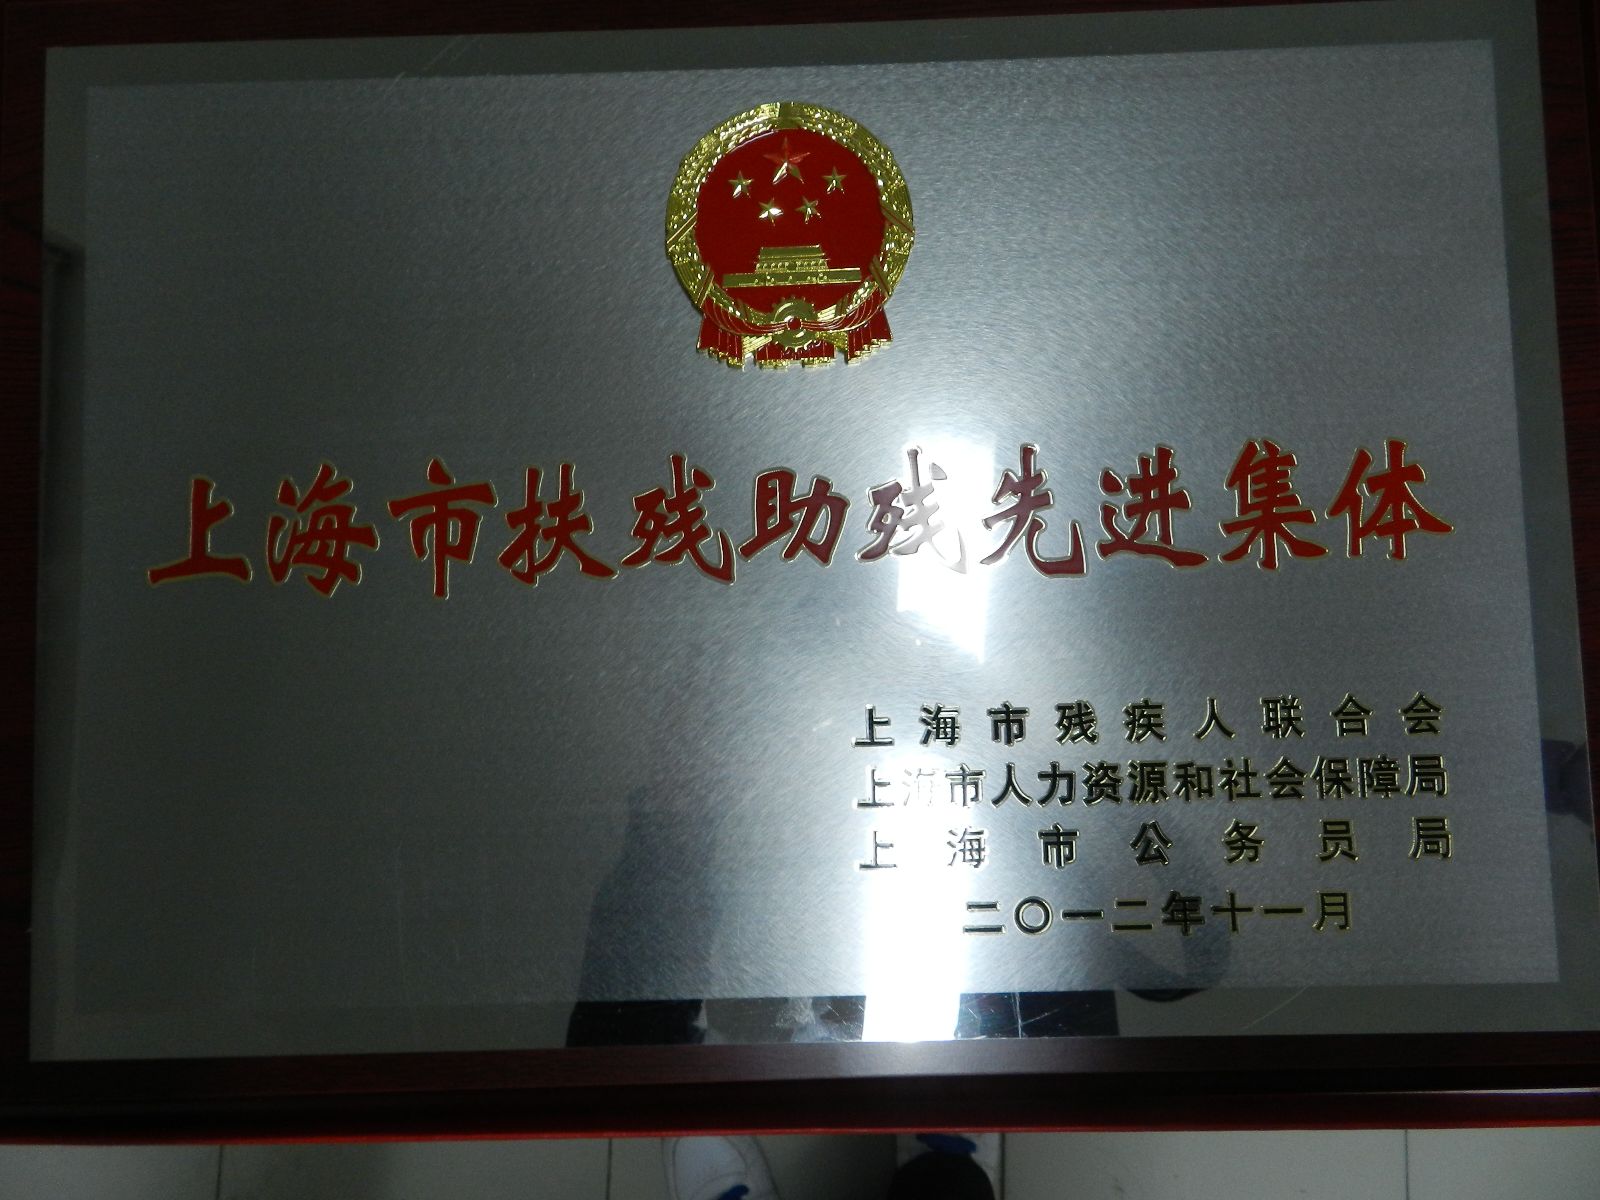 上海市扶残助残先进集体
上海市残疾人联合会
上海市人力资源和社会保障局
上海市公务员局
二〇一二年十一月